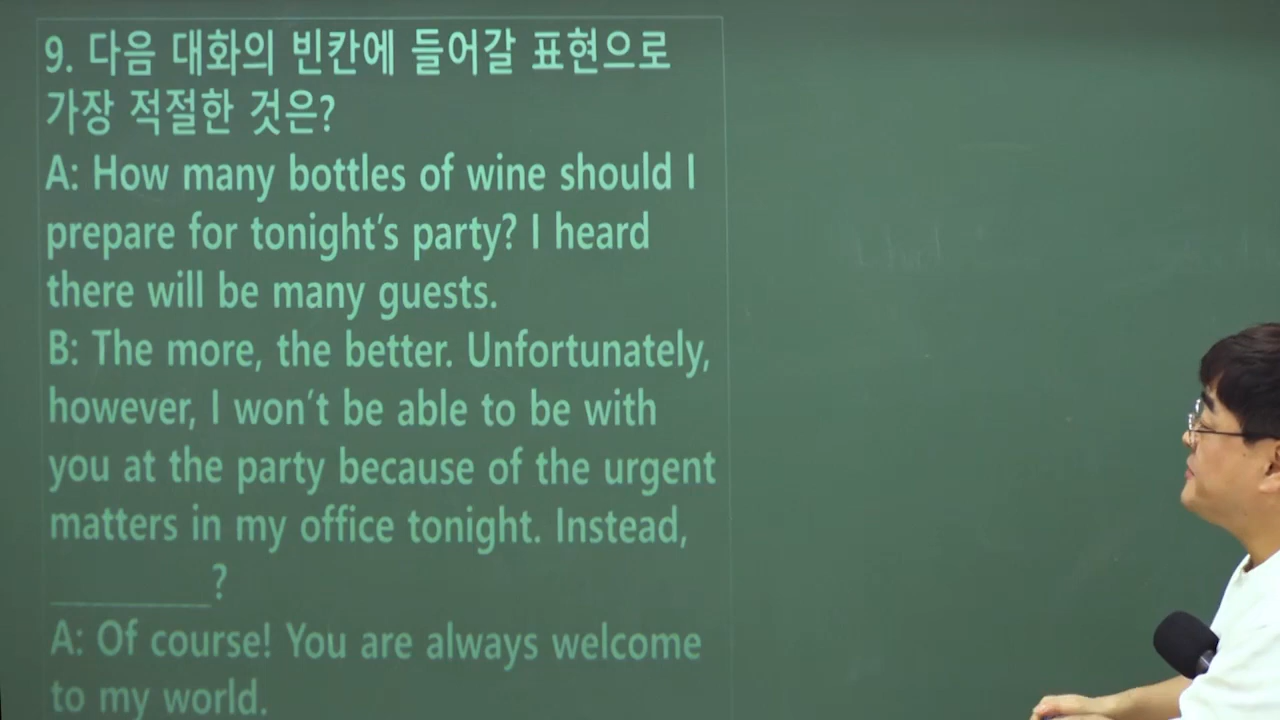 9. 다음 대화의 빈칸에 들어갈 표현으로
가장 적절한 것은?
A: How many bottles of wine should I
prepare for tonight's party? I heard
there will be many guests.
B: The more, the better. Unfortunately,
however, I won't be able to be with
you at the party because of the urgent
matters in my office tonight. Instead,
__________?
A: Of course! You are always welcome
to my world.